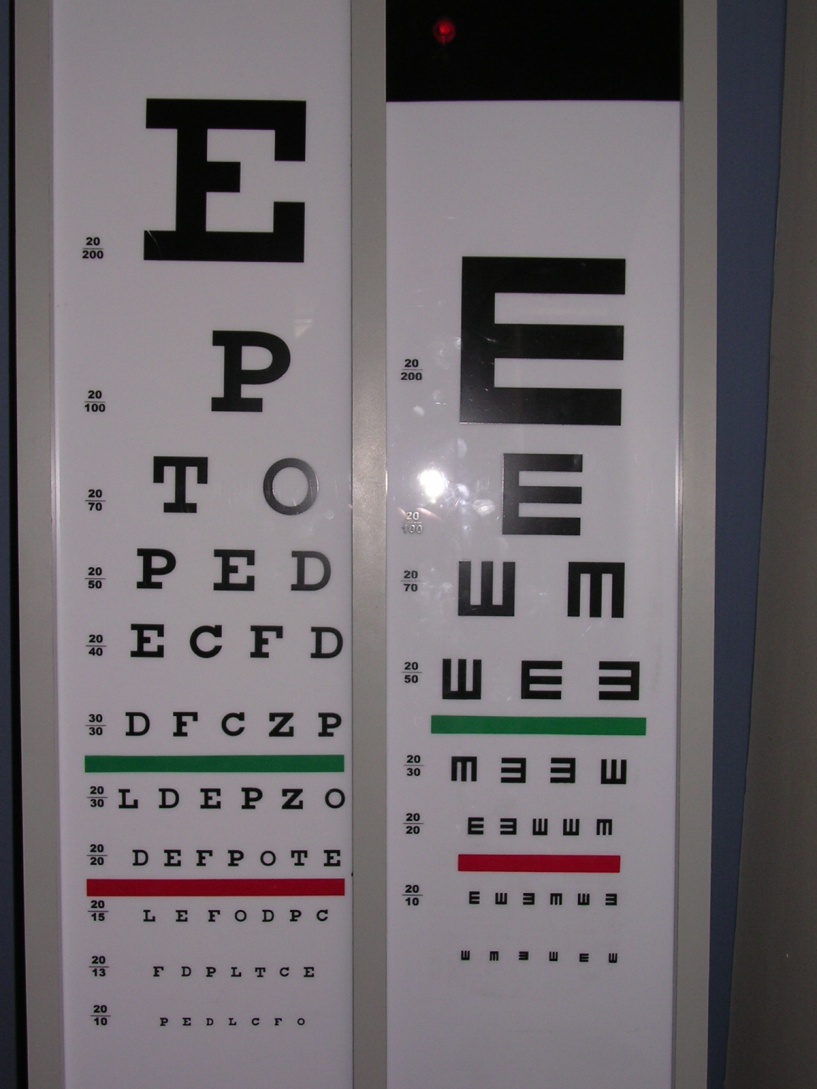 20/200 E
20/100 P
20/70 T O
20/50 P E D
20/40 E C F D
30/30 D F C Z P
20/30 L D E P Z O
20/20 D E F P O T E
20/15 L E F O D P C
20/13 F D P L T C E
20/10 P E D L C F O
20/200 E
20/100 E
20/70 Ш M
20/50 Ш E Ǝ
20/30 M Ǝ Ǝ Ш
20/20 E Ǝ Ш Ш M
20/10 E Ш Ǝ M Ш Ǝ
Ш M Ǝ Ш E Ш